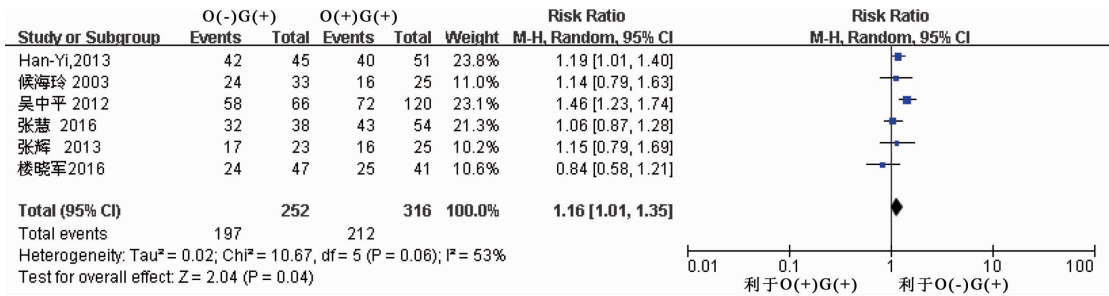 O(-)G(+) O(+)G(+) Risk Ratio Risk Ratio
Study or Subgroup Events Total Events Total Weight M-H, Random, 95% CI M-H, Random, 95% CI
Han-Yi,2013 42 45 40 51 23.8% 1.19 [1.01, 1.40]
候海玲 2003 24 33 16 25 11.0% 1.14 [0.79, 1.63]
吴中平 2012 58 66 72 120 23.1% 1.46 [1.23, 1.74]
张慧 2016 32 38 43 54 21.3% 1.06 [0.87, 1.28]
张辉 2013 17 23 16 25 10.2% 1.15 [0.79, 1.69]
楼晓军2016 24 47 25 41 10.6% 0.84 [0.58, 1.21]
Total (95% CI) 252 316 100.0% 1.16 [1.01, 1.35]
Total events 197 212
Heterogeneity: Tau² = 0.02; Chi² = 10.67, df = 5 (P = 0.06); I² = 53%
Test for overall effect: Z = 2.04 (P = 0.04)
0.01 0.1 1 10 100
利于O(+)G(+) 利于O(-)G(+)